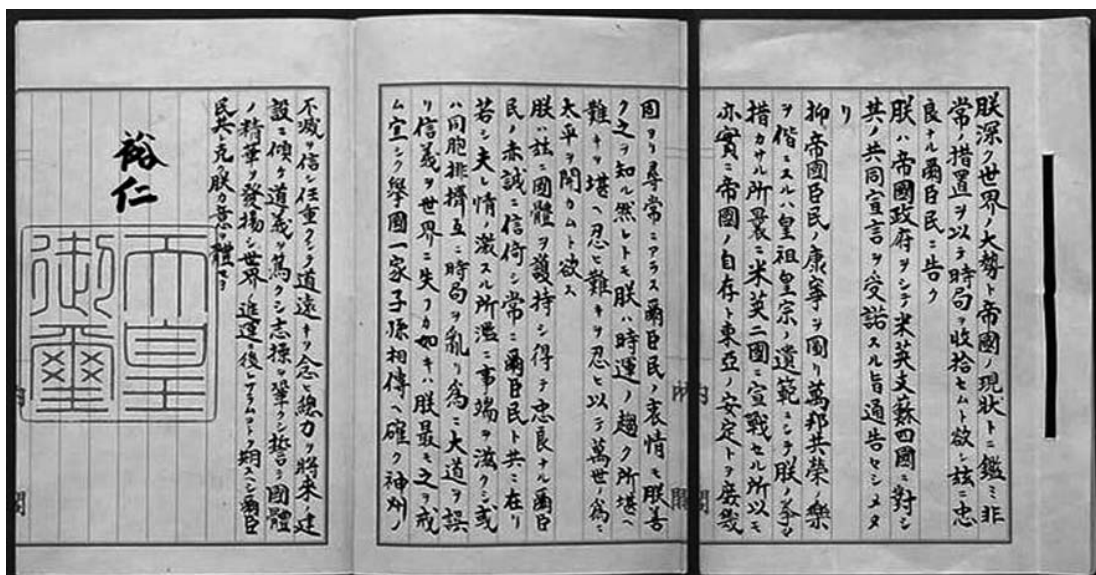 朕深ク世界ノ大勢ト帝國ノ現狀トニ鑑ミ非
常ノ措置ヲ以テ時局ヲ收拾セムト欲シ茲ニ忠
良ナル爾臣民ニ告ク
朕ハ帝國政府ヲシテ米英支蘇四國ニ對シ
其ノ共同宣言ヲ受諾スル旨通告セシメタ
リ
抑〻帝國臣民ノ康寧ヲ圖リ萬邦共榮ノ樂
ヲ偕ニスルハ皇祖皇宗ノ遺範ニシテ朕ノ拳々
措カサル所曩ニ米英二國ニ宣戰セル所以モ
亦實ニ帝國ノ自存ト東亞ノ安定トヲ庶幾
固ヨリ尋常ニアラス爾臣民ノ衷情モ朕善
ク之ヲ知ル然レトモ朕ハ時運ノ趨ク所堪ヘ
難キヲ堪ヘ忍ヒ難キヲ忍ヒ以テ萬世ノ爲ニ
太平ヲ開カムト欲ス
朕ハ茲ニ國體ヲ護持シ得テ忠良ナル爾臣
民ノ赤誠ニ信倚シ常ニ爾臣民ト共ニ在リ
若シ夫レ情ノ激スル所濫ニ事端ヲ滋クシ或
ハ同胞排擠互ニ時局ヲ亂リ爲ニ大道ヲ誤
リ信義ヲ世界ニ失フカ如キハ朕最モ之ヲ戒
ム宜シク擧國一家子孫相傳ヘ確ク神州ノ
不滅ヲ信シ任重クシテ道遠キヲ念ヒ總力ヲ將來ノ建
設ニ傾ケ道義ヲ篤クシ志操ヲ鞏クシ誓テ國體
ノ精華ヲ發揚シ世界ノ進運ニ後レサラムコトヲ期スヘシ爾臣
民其レ克ク朕カ意ヲ體セヨ
裕仁
天皇
御璽
內閣